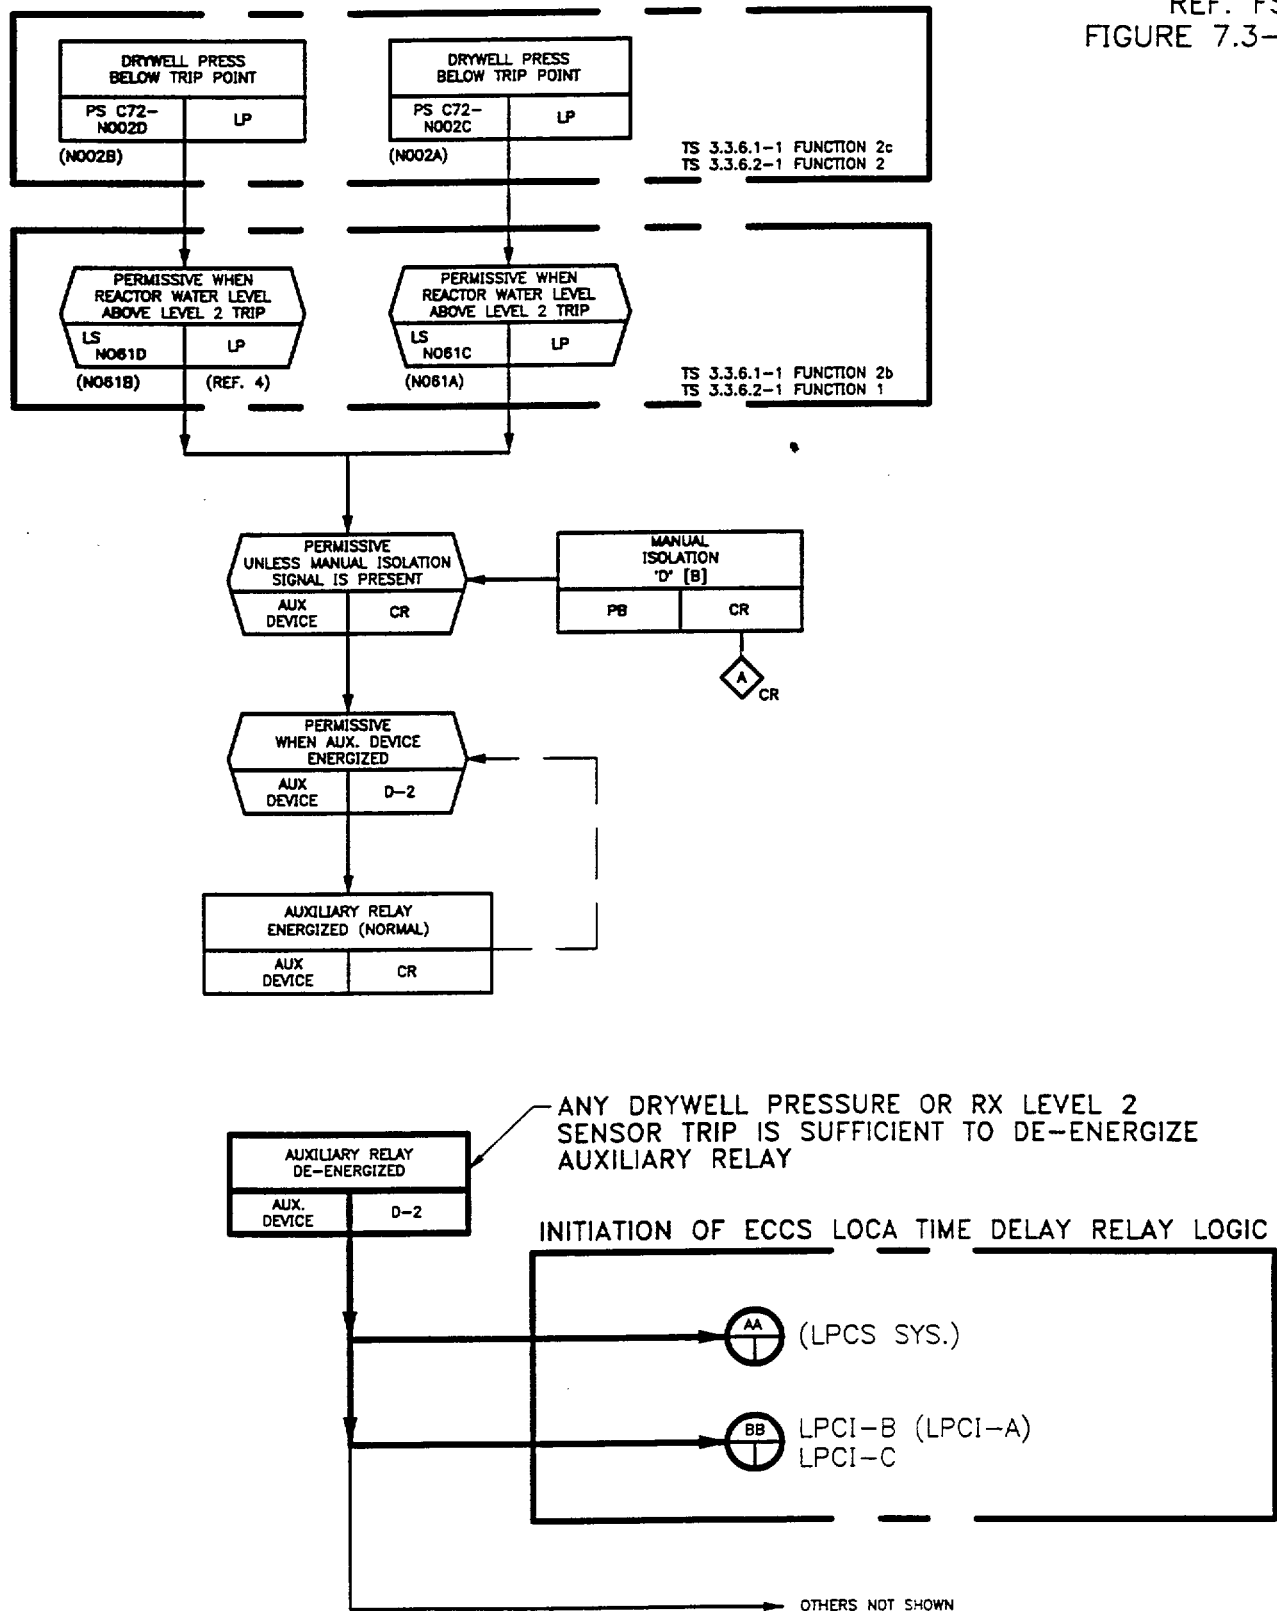 REF. FS
FIGURE 7.3-
DRYWELL PRESS
BELOW TRIP POINT
PS C72-
N002D
LP
(N002B)
DRYWELL PRESS
BELOW TRIP POINT
PS C72-
N002C
LP
(N002A)
TS 3.3.6.1-1 FUNCTION 2c
TS 3.3.6.2-1 FUNCTION 2
PERMISSIVE WHEN
REACTOR WATER LEVEL
ABOVE LEVEL 2 TRIP
LS
N061D
LP
(N061B)
(REF. 4)
PERMISSIVE WHEN
REACTOR WATER LEVEL
ABOVE LEVEL 2 TRIP
LS
N061C
LP
(N061A)
TS 3.3.6.1-1 FUNCTION 2b
TS 3.3.6.2-1 FUNCTION 1
PERMISSIVE
UNLESS MANUAL ISOLATION
SIGNAL IS PRESENT
AUX
DEVICE
CR
MANUAL
ISOLATION
'D' [B]
PB
CR
A
CR
PERMISSIVE
WHEN AUX. DEVICE
ENERGIZED
AUX
DEVICE
D-2
AUXILIARY RELAY
ENERGIZED (NORMAL)
AUX
DEVICE
CR
ANY DRYWELL PRESSURE OR RX LEVEL 2
SENSOR TRIP IS SUFFICIENT TO DE-ENERGIZE
AUXILIARY RELAY
AUXILIARY RELAY
DE-ENERGIZED
AUX.
DEVICE
D-2
INITIATION OF ECCS LOCA TIME DELAY RELAY LOGIC
AA
(LPCS SYS.)
BB
LPCI-B (LPCI-A)
LPCI-C
OTHERS NOT SHOWN